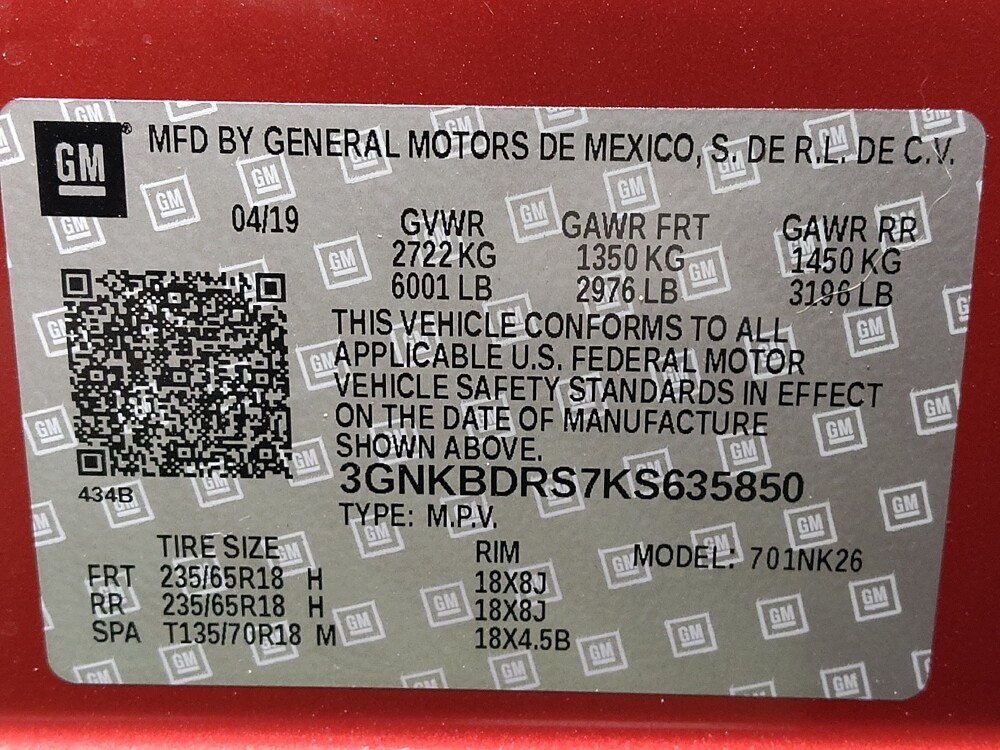 GM® MFD BY GENERAL MOTORS DE MEXICO, S. DE R.L. DE C.V.
04/19 GVWR GAWR FRT GAWR RR
2722 KG 1350 KG 1450 KG
6001 LB 2976 LB 3196 LB
THIS VEHICLE CONFORMS TO ALL
APPLICABLE U.S. FEDERAL MOTOR
VEHICLE SAFETY STANDARDS IN EFFECT
ON THE DATE OF MANUFACTURE
SHOWN ABOVE.
3GNKBDRS7KS635850
434B
TYPE: M.P.V.
TIRE SIZE RIM MODEL: 701NK26
FRT 235/65R18 H 18X8J
RR 235/65R18 H 18X8J
SPA T135/70R18 M 18X4.5B